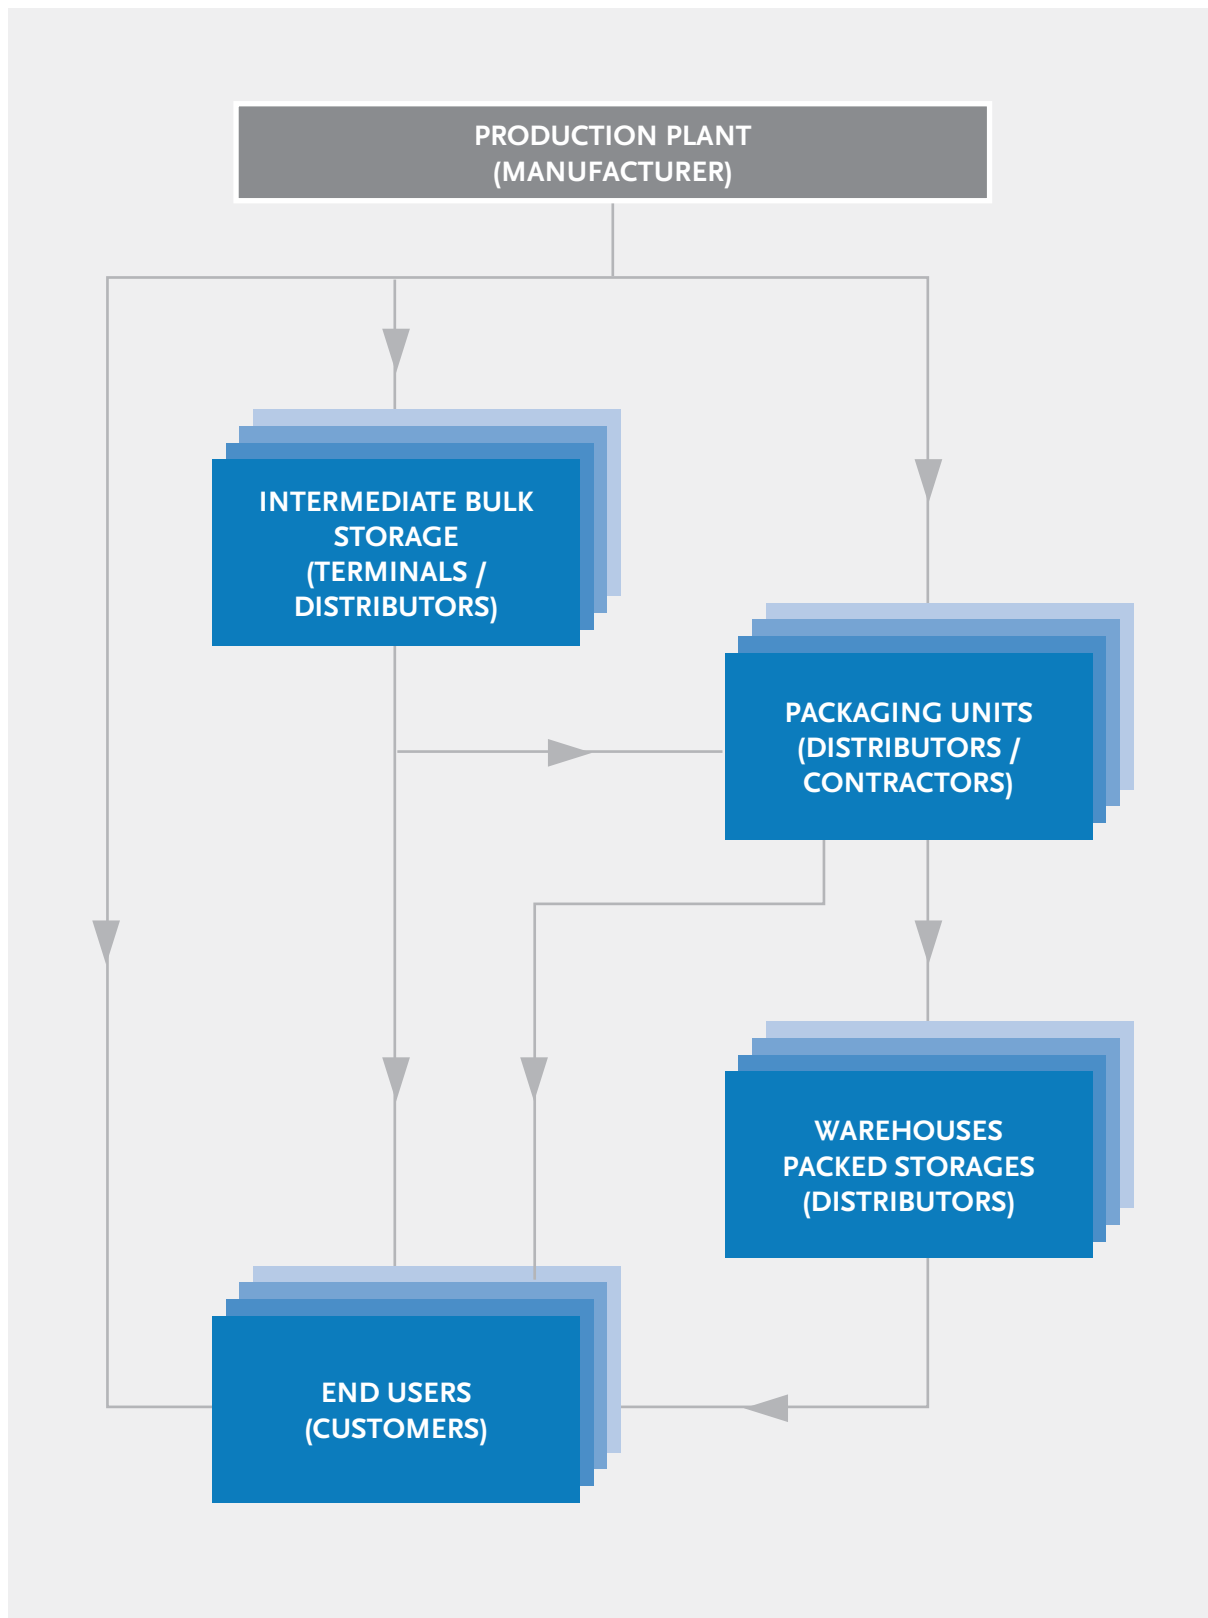 PRODUCTION PLANT
(MANUFACTURER)
INTERMEDIATE BULK
STORAGE
(TERMINALS /
DISTRIBUTORS)
PACKAGING UNITS
(DISTRIBUTORS /
CONTRACTORS)
WAREHOUSES
PACKED STORAGES
(DISTRIBUTORS)
END USERS
(CUSTOMERS)